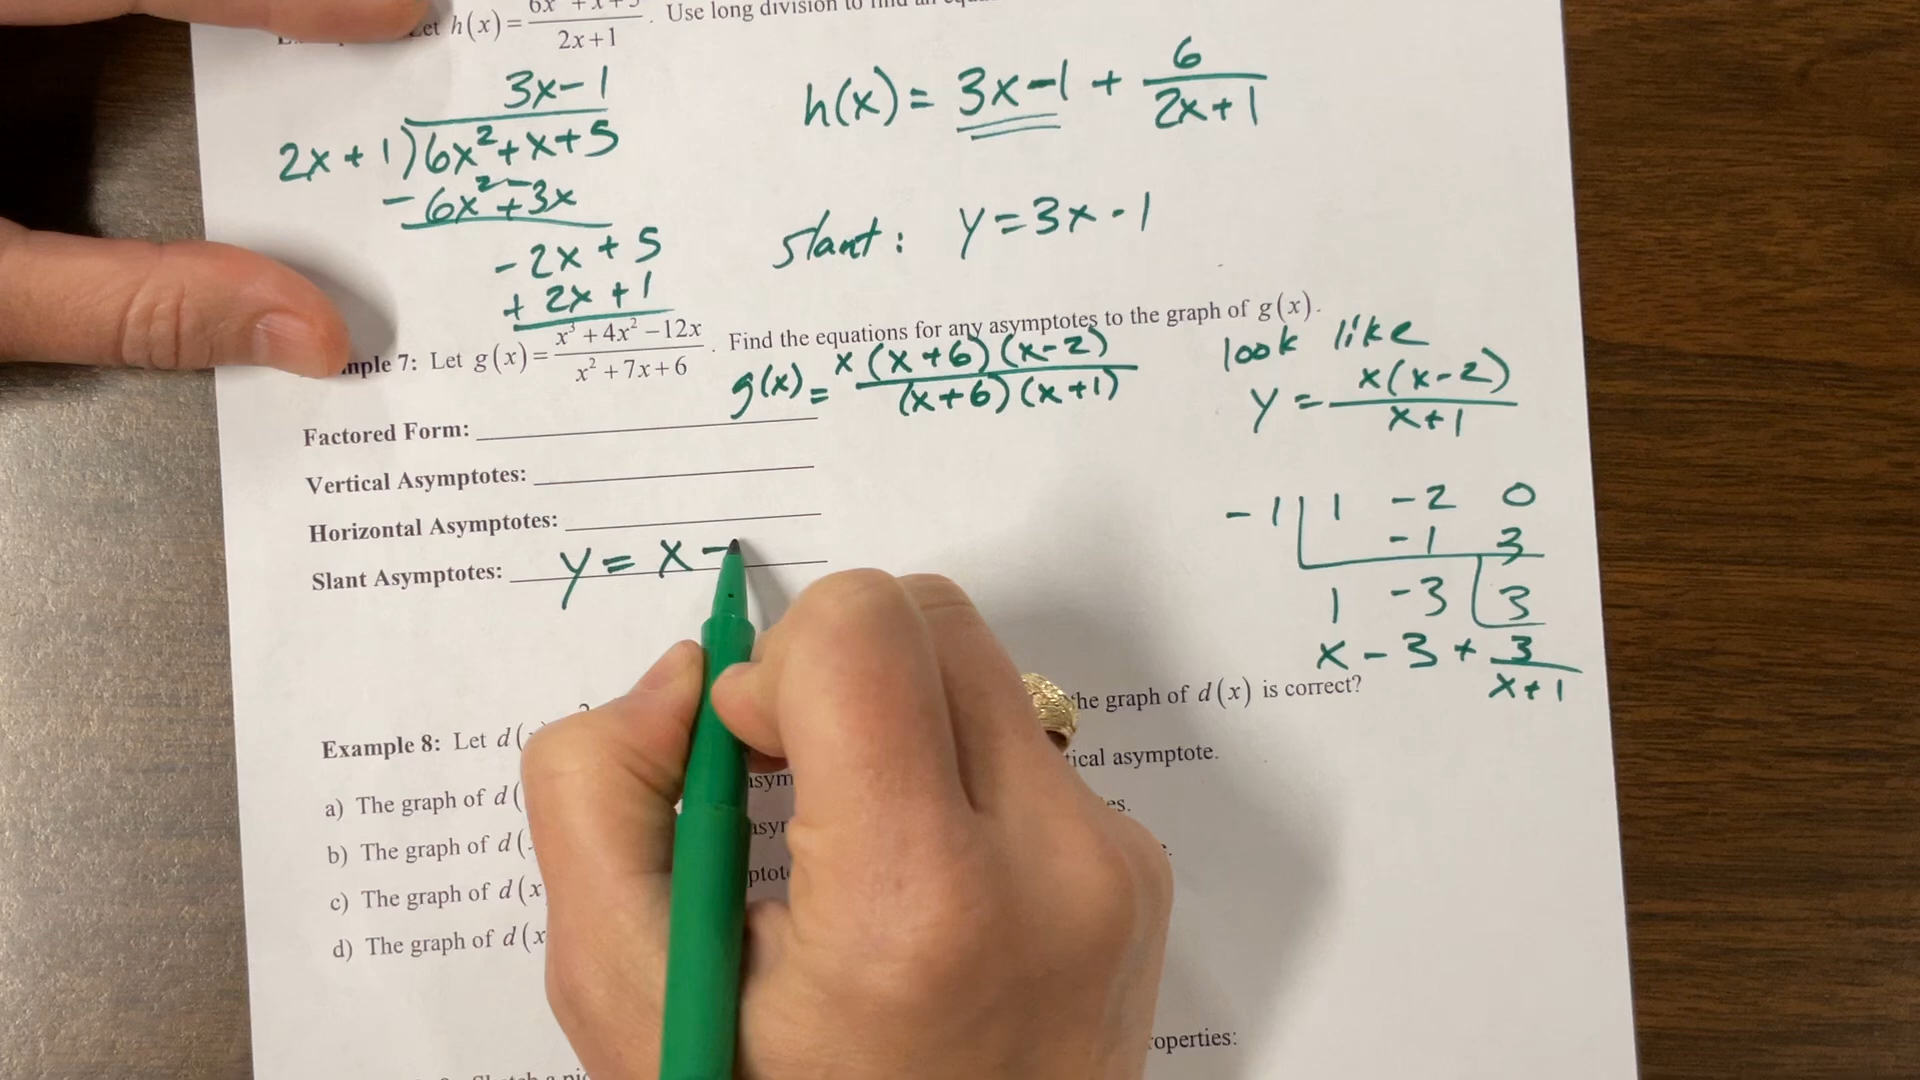 Let h(x) = 6x² + x + 5 / 2x+1 . Use long division to find an
3x - 1
2x + 1 ) 6x² + x + 5
- 6x² + 3x
- 2x + 5
+ 2x + 1
h(x) = 3x - 1 + 6 / 2x + 1
slant: y = 3x - 1
7: Let g(x) = x³ + 4x² - 12x / x² + 7x + 6 . Find the equations for any asymptotes to the graph of g(x).
g(x) = x (x + 6) (x - 2) / (x + 6) (x + 1)
look like
y = x(x - 2) / x + 1
Factored Form:
Vertical Asymptotes:
Horizontal Asymptotes:
Slant Asymptotes: y = x -
-1 | 1 -2 0
-1 3
1 -3 | 3
x - 3 + 3 / x + 1
Example 8: Let d( the graph of d(x) is correct?
a) The graph of d( tical asymptote.
b) The graph of d(
c) The graph of d(x
d) The graph of d(x
roperties: